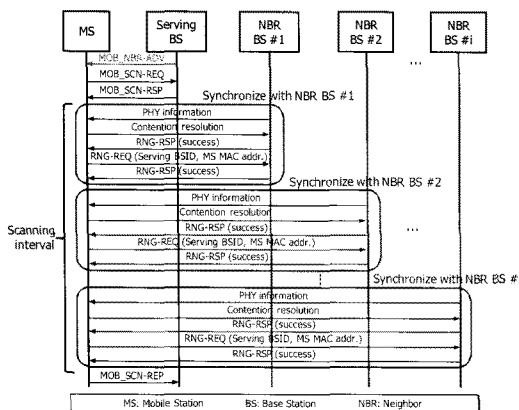 MS
Serving
BS
NBR
BS #1
NBR
BS #2
NBR
BS #i
...
MOB_NBR-ADV
MOB_SCN-REQ
MOB_SCN-RSP
Synchronize with NBR BS #1
PHY information
Contention resolution
RNG-RSP (success)
RNG-REQ (Serving BSID, MS MAC addr.)
RNG-RSP (success)
Synchronize with NBR BS #2
PHY information
Contention resolution
RNG-RSP (success)
RNG-REQ (Serving BSID, MS MAC addr.)
RNG-RSP (success)
...
Scanning
interval
Synchronize with NBR BS #
PHY information
Contention resolution
RNG-RSP (success)
RNG-REQ (Serving BSID, MS MAC addr.)
RNG-RSP (success)
MOB_SCN-REP
MS: Mobile Station BS: Base Station NBR: Neighbor